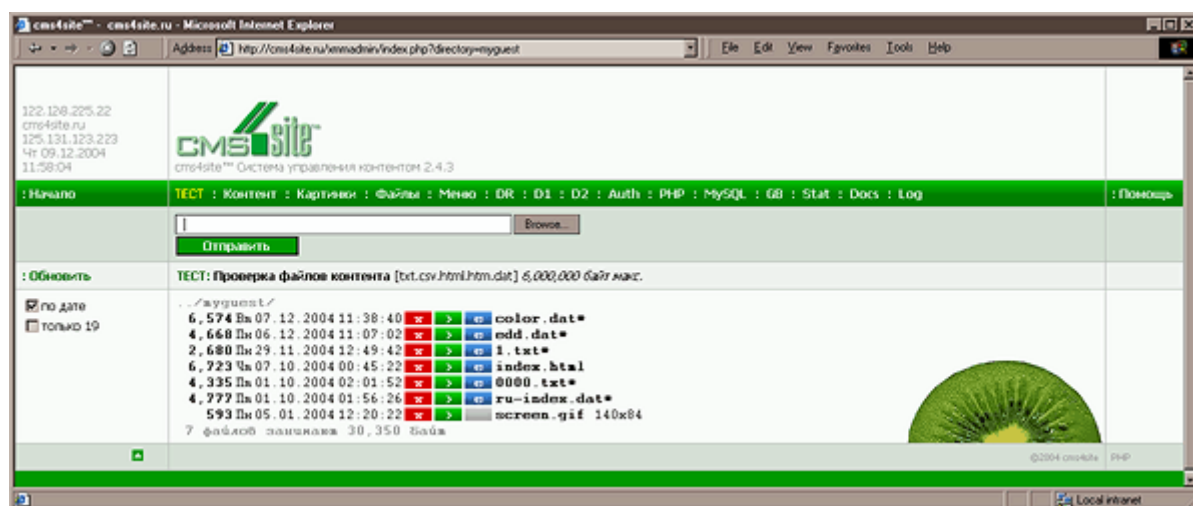 cms4site™ - cms4site.ru - Microsoft Internet Explorer
Address http://cms4site.ru/xmmadmin/index.php?directory=myguest
File Edit View Favorites Tools Help
122.128.225.22
cms4site.ru
125.131.123.223
Чт 09.12.2004
11:58:04
CMS4site™
cms4site™ Система управления контентом 2.4.3
: Начало
ТЕСТ : Контент : Картинки : Файлы : Меню : DR : D1 : D2 : Auth : PHP : MySQL : GB : Stat : Docs : Log
: Помощь
Browse...
Отправить
: Обновить
ТЕСТ: Проверка файлов контента [txt.csv.html.htm.dat] 6,000,000 байт макс.
по дате
только 19
../myguest/
6,574 Вт 07.12.2004 11:38:40 x > e color.dat*
4,668 Пн 06.12.2004 11:07:02 x > e edd.dat*
2,680 Пн 29.11.2004 12:49:42 x > e 1.txt*
6,723 Чт 07.10.2004 00:45:22 x > e index.html
4,335 Пт 01.10.2004 02:01:52 x > e 0000.txt*
4,777 Пт 01.10.2004 01:56:26 x > e ru-index.dat*
593 Пн 05.01.2004 12:20:22 x > screen.gif 140x84
7 файлов занимают 30,350 байт
©2004 cms4site
PHP
Local intranet